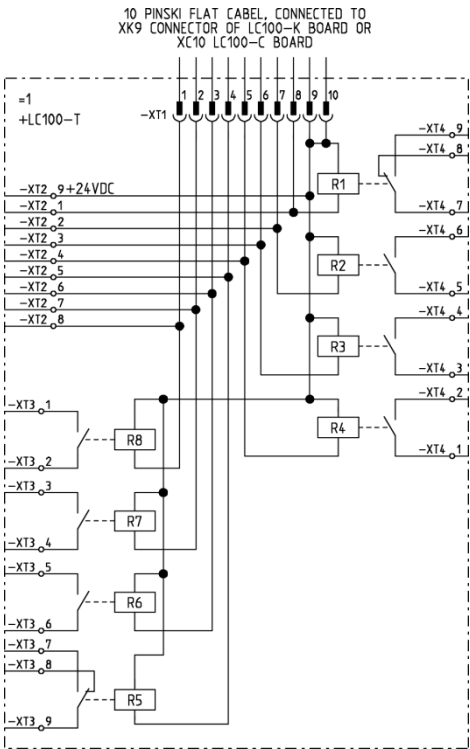 10 PINSKI FLAT CABEL, CONNECTED TO
XK9 CONNECTOR OF LC100-K BOARD OR
XC10 LC100-C BOARD
1 2 3 4 5 6 7 8 9 10
-XT1
=1
+LC100-T
-XT4 9
-XT4 8
R1
-XT2 9 +24VDC
-XT2 1
-XT4 7
-XT2 2
-XT4 6
-XT2 3
-XT2 4
R2
-XT2 5
-XT2 6
-XT4 5
-XT2 7
-XT4 4
-XT2 8
R3
-XT4 3
-XT4 2
-XT3 1
R4
R8
-XT4 1
-XT3 2
-XT3 3
R7
-XT3 4
-XT3 5
R6
-XT3 6
-XT3 7
-XT3 8
R5
-XT3 9